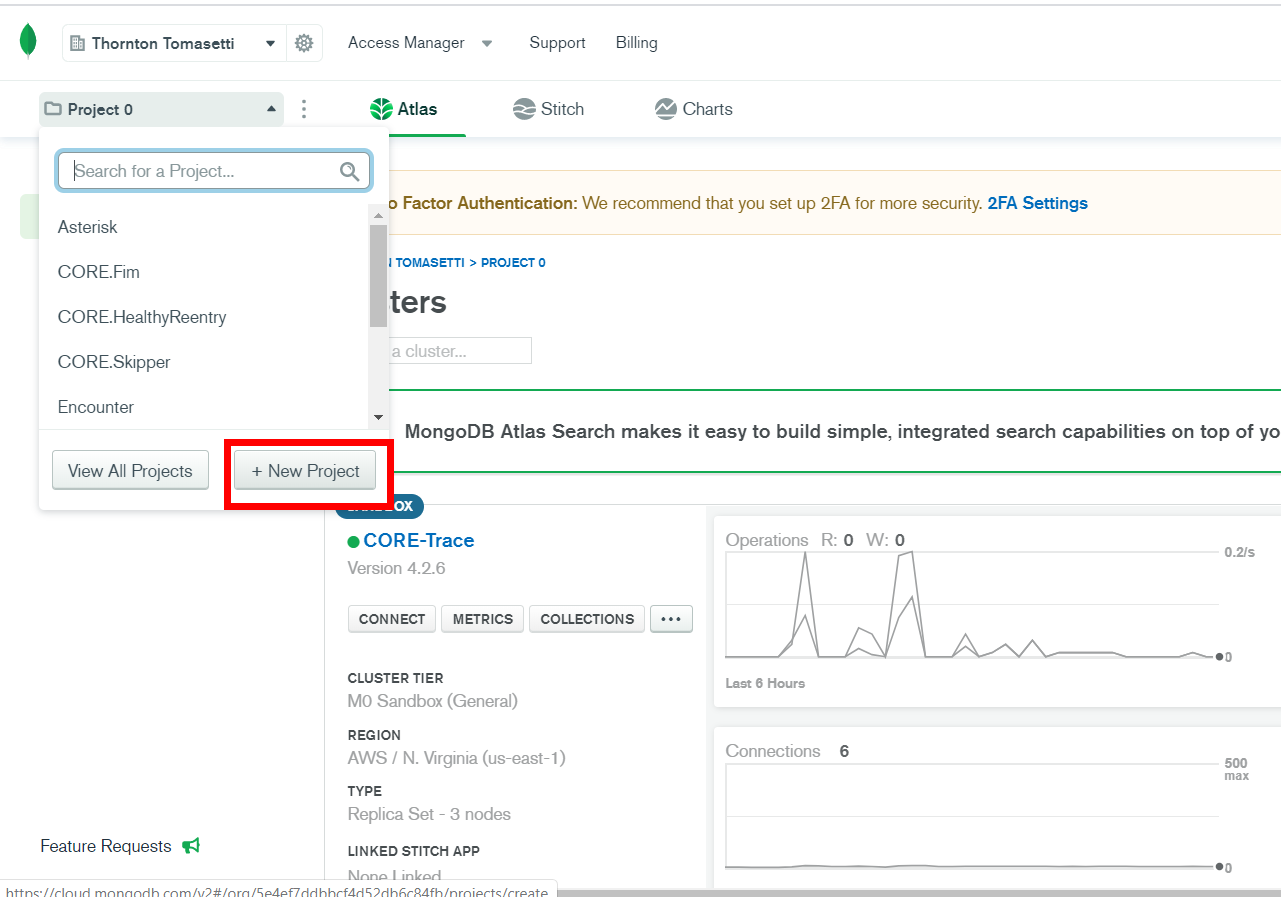 Thornton Tomasetti
Access Manager
Support
Billing
Project 0
Atlas
Stitch
Charts
Search for a Project...
Asterisk
CORE.Fim
CORE.HealthyReentry
CORE.Skipper
Encounter
View All Projects
+ New Project
o Factor Authentication: We recommend that you set up 2FA for more security. 2FA Settings
N TOMASETTI > PROJECT 0
ters
a cluster...
MongoDB Atlas Search makes it easy to build simple, integrated search capabilities on top of yo
SANDBOX
CORE-Trace
Version 4.2.6
CONNECT
METRICS
COLLECTIONS
...
CLUSTER TIER
M0 Sandbox (General)
REGION
AWS / N. Virginia (us-east-1)
TYPE
Replica Set - 3 nodes
LINKED STITCH APP
None Linked
Operations R: 0 W: 0
0.2/s
0
Last 6 Hours
Connections 6
500
max
0
Feature Requests
https://cloud.mongodb.com/v2#/org/5e4ef7ddbhcf4d52db6c84fb/projects/create